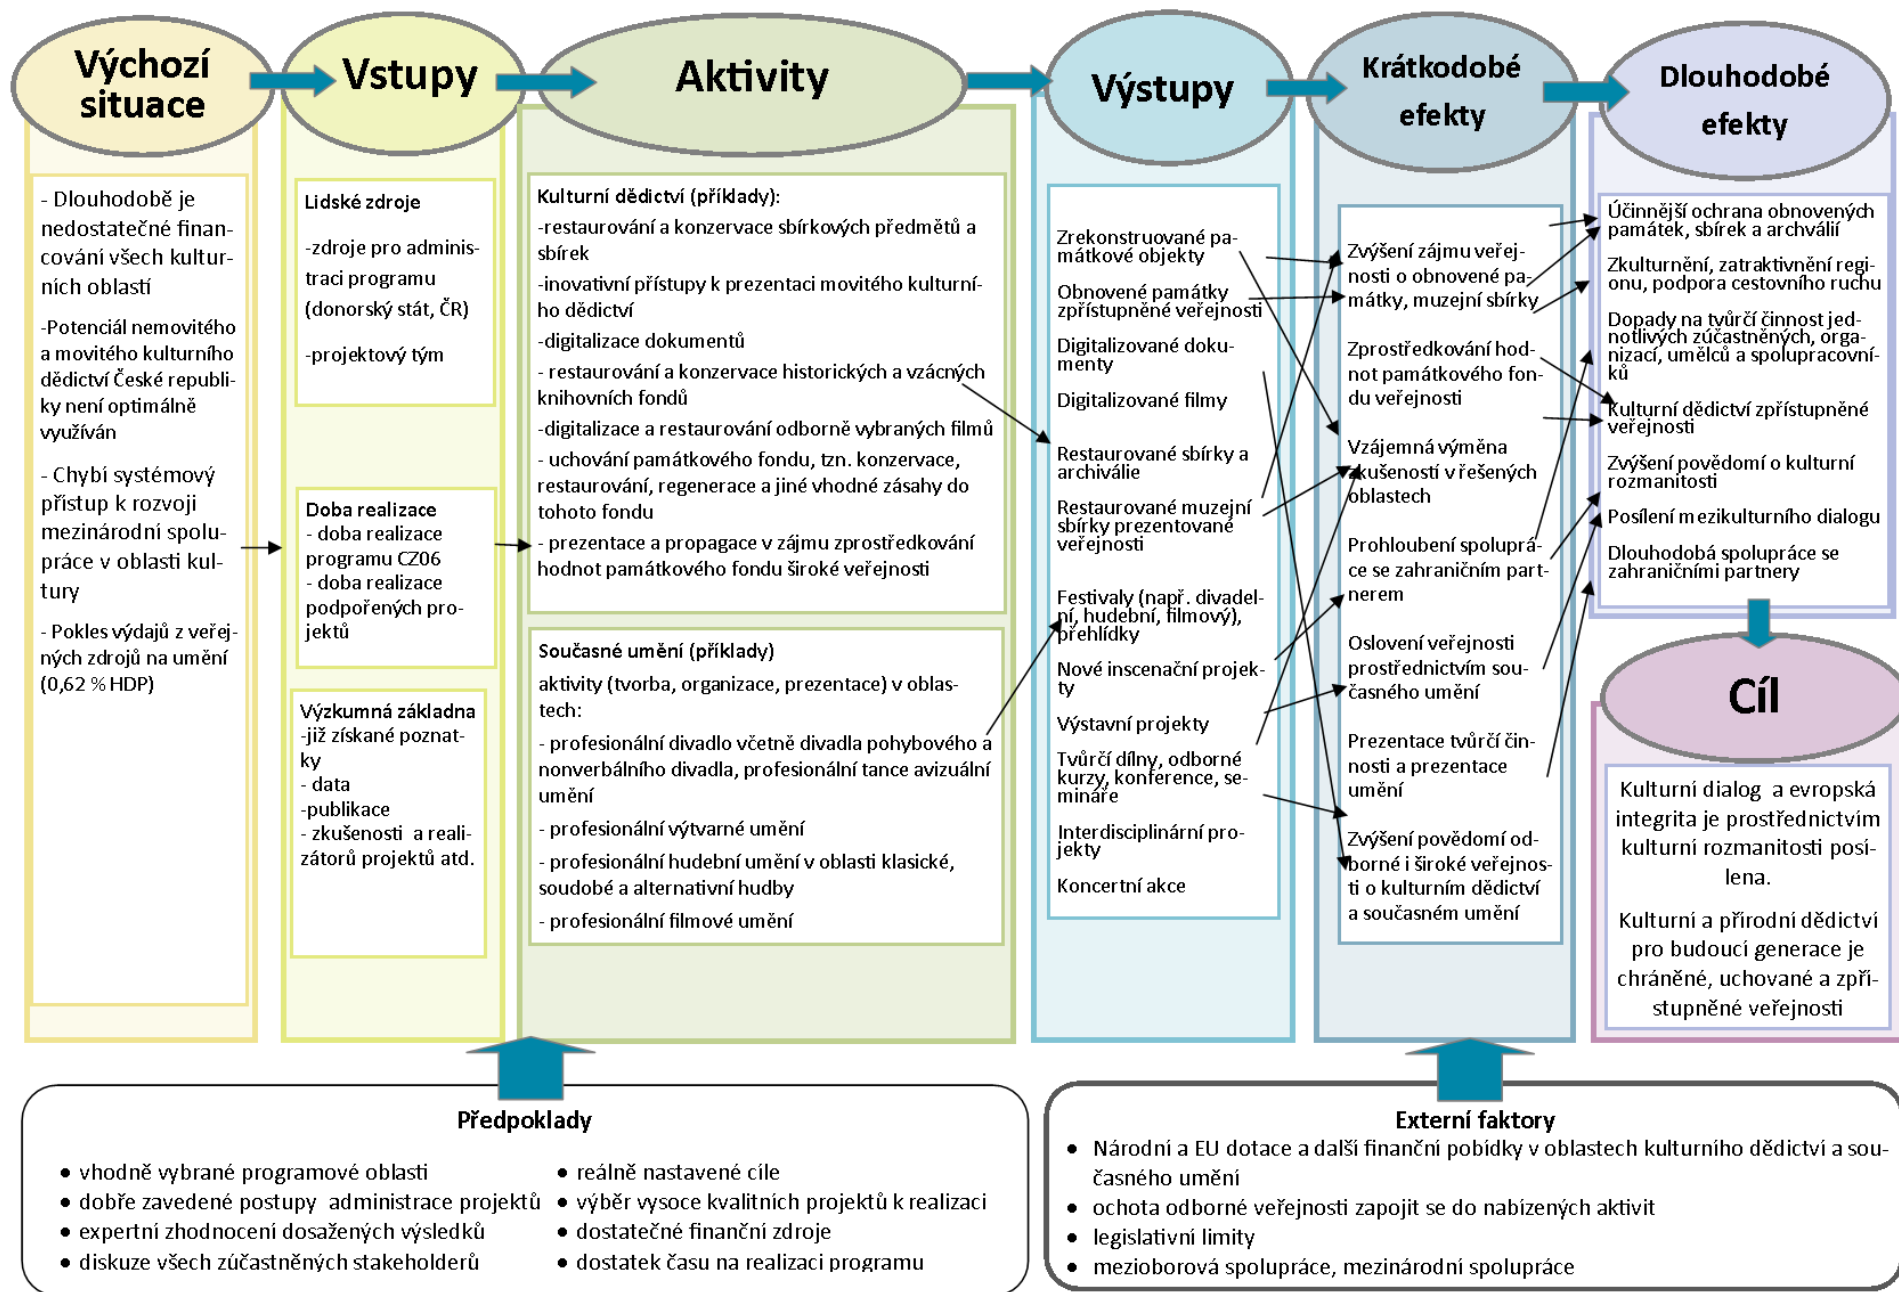 Výchozí
situace
Vstupy
Aktivity
Výstupy
Krátkodobé
efekty
Dlouhodobé
efekty
- Dlouhodobě je
nedostatečné finan-
cování všech kultur-
ních oblastí
-Potenciál nemovitého
a movitého kulturního
dědictví České republi-
ky není optimálně
využíván
- Chybí systémový
přístup k rozvoji
mezinárodní spolu-
práce v oblasti kul-
tury
- Pokles výdajů z veřej-
ných zdrojů na umění
(0,62 % HDP)
Lidské zdroje
-zdroje pro adminis-
traci programu
(donorský stát, ČR)
-projektový tým
Doba realizace
- doba realizace
programu CZ06
- doba realizace
podpořených pro-
jektů
Výzkumná základna
-již získané poznat-
ky
- data
-publikace
- zkušenosti a reali-
zátorů projektů atd.
Kulturní dědictví (příklady):
-restaurování a konzervace sbírkových předmětů a
sbírek
-inovativní přístupy k prezentaci movitého kulturní-
ho dědictví
-digitalizace dokumentů
- restaurování a konzervace historických a vzácných
knihovních fondů
-digitalizace a restaurování odborně vybraných filmů
- uchování památkového fondu, tzn. konzervace,
restaurování, regenerace a jiné vhodné zásahy do
tohoto fondu
- prezentace a propagace v zájmu zprostředkování
hodnot památkového fondu široké veřejnosti
Současné umění (příklady)
aktivity (tvorba, organizace, prezentace) v oblas-
tech:
- profesionální divadlo včetně divadla pohybového a
nonverbálního divadla, profesionální tance avizuální
umění
- profesionální výtvarné umění
- profesionální hudební umění v oblasti klasické,
soudobé a alternativní hudby
- profesionální filmové umění
Zrekonstruované pa-
mátkové objekty
Obnovené památky
zpřístupněné veřejnosti
Digitalizované doku-
menty
Digitalizované filmy
Restaurované sbírky a
archiválie
Restaurované muzejní
sbírky prezentované
veřejnosti
Festivaly (např. divadel-
ní, hudební, filmový),
přehlídky
Nové inscenační projek-
ty
Výstavní projekty
Tvůrčí dílny, odborné
kurzy, konference, se-
mináře
Interdisciplinární pro-
jekty
Koncertní akce
Zvýšení zájmu veřej-
nosti o obnovené pa-
mátky, muzejní sbírky
Zprostředkování hod-
not památkového fon-
du veřejnosti
Vzájemná výměna
zkušeností v řešených
oblastech
Prohloubení spoluprá-
ce se zahraničním part-
nerem
Oslovení veřejnosti
prostřednictvím sou-
časného umění
Prezentace tvůrčí čin-
nosti a prezentace
umění
Zvýšení povědomí od-
borné i široké veřejnos-
ti o kulturním dědictví
a současném umění
Účinnější ochrana obnovených
památek, sbírek a archválií
Zkulturnění, zatraktivnění regi-
onu, podpora cestovního ruchu
Dopady na tvůrčí činnost jed-
notlivých zúčastněných, orga-
nizací, umělců a spolupracovní-
ků
Kulturní dědictví zpřístupněné
veřejnosti
Zvýšení povědomí o kulturní
rozmanitosti
Posílení mezikulturního dialogu
Dlouhodobá spolupráce se
zahraničními partnery
Cíl
Kulturní dialog a evropská
integrita je prostřednictvím
kulturní rozmanitosti posí-
lena.
Kulturní a přírodní dědictví
pro budoucí generace je
chráněné, uchované a zpří-
stupněné veřejnosti
Předpoklady
• vhodně vybrané programové oblasti
• dobře zavedené postupy administrace projektů
• expertní zhodnocení dosažených výsledků
• diskuze všech zúčastněných stakeholderů
• reálně nastavené cíle
• výběr vysoce kvalitních projektů k realizaci
• dostatečné finanční zdroje
• dostatek času na realizaci programu
Externí faktory
• Národní a EU dotace a další finanční pobídky v oblastech kulturního dědictví a sou-
časného umění
• ochota odborné veřejnosti zapojit se do nabízených aktivit
• legislativní limity
• mezioborová spolupráce, mezinárodní spolupráce